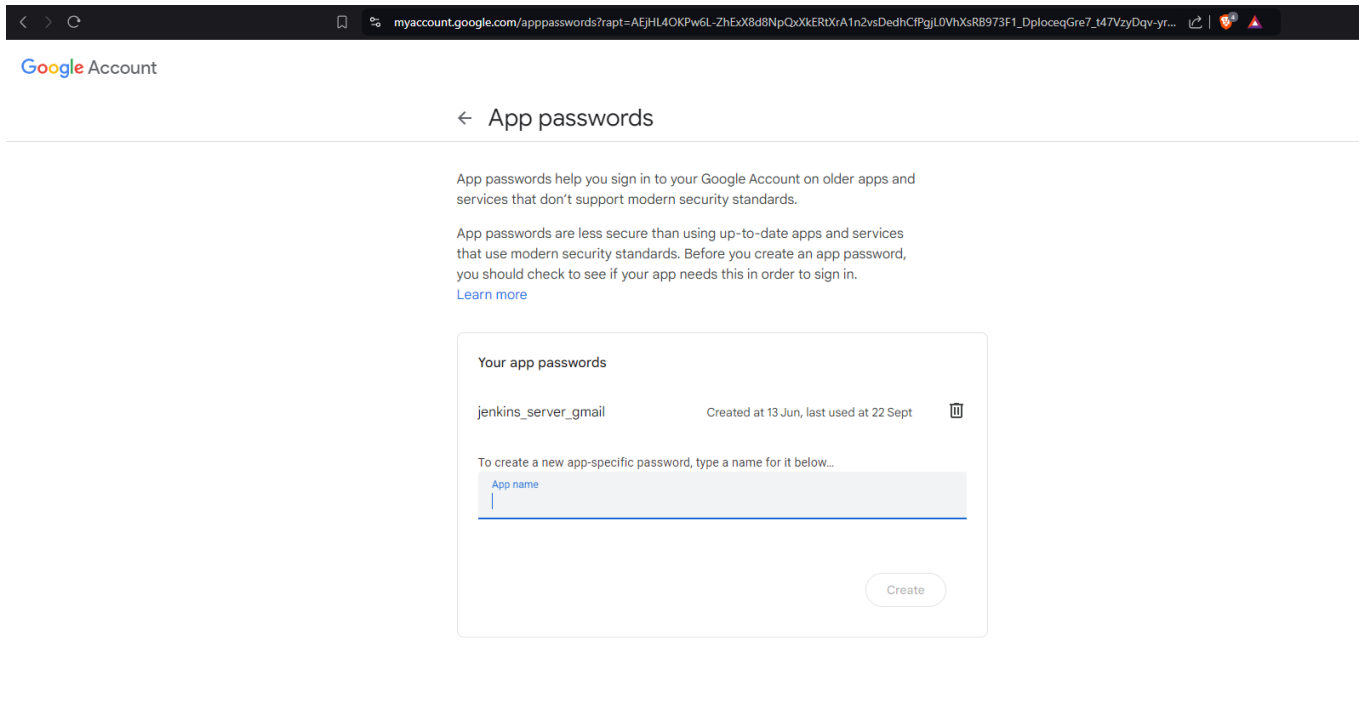 myaccount.google.com/apppasswords?rapt=AEjHL4OKPw6L-ZhExX8d8NpQxXkERtXrA1n2vsDedhCfPgjL0VhXsRB973F1_DpIoceqGre7_t47VzyDqv-yr...
4
Google Account
App passwords
App passwords help you sign in to your Google Account on older apps and
services that don’t support modern security standards.
App passwords are less secure than using up-to-date apps and services
that use modern security standards. Before you create an app password,
you should check to see if your app needs this in order to sign in.
Learn more
Your app passwords
jenkins_server_gmail Created at 13 Jun, last used at 22 Sept
To create a new app-specific password, type a name for it below…
App name
Create